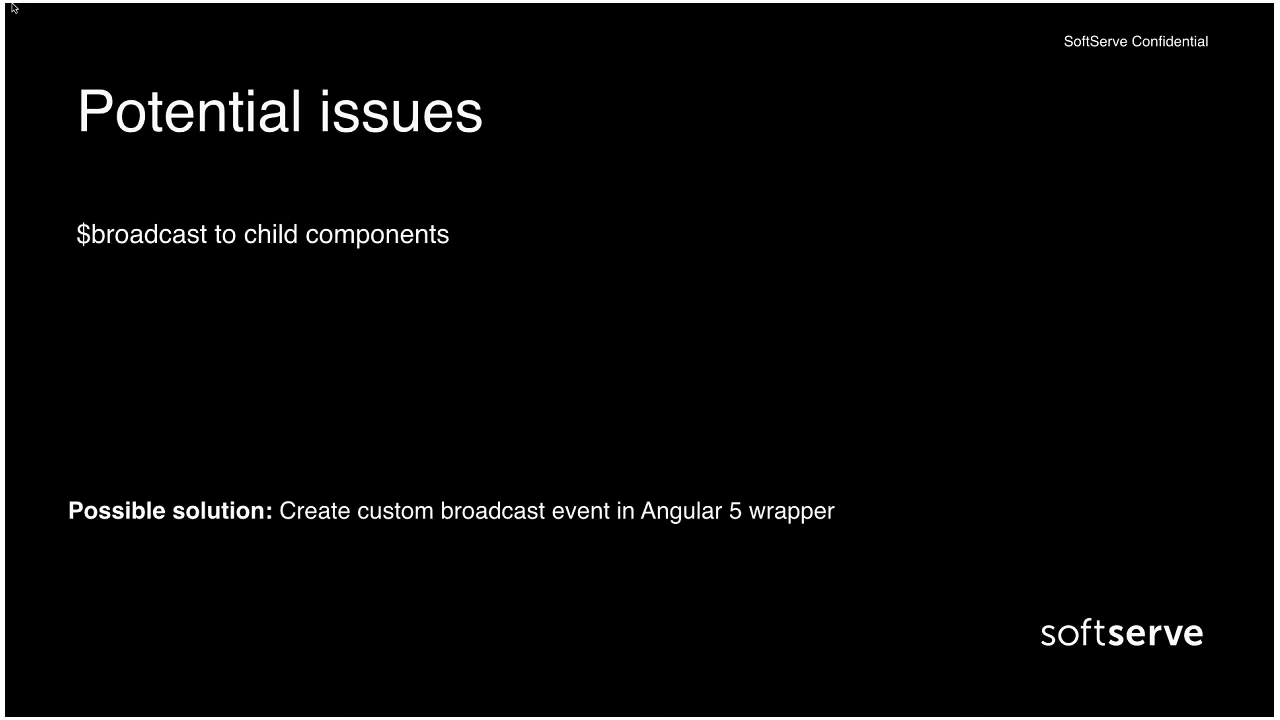 SoftServe Confidential
Potential issues
$broadcast to child components
Possible solution: Create custom broadcast event in Angular 5 wrapper
softserve